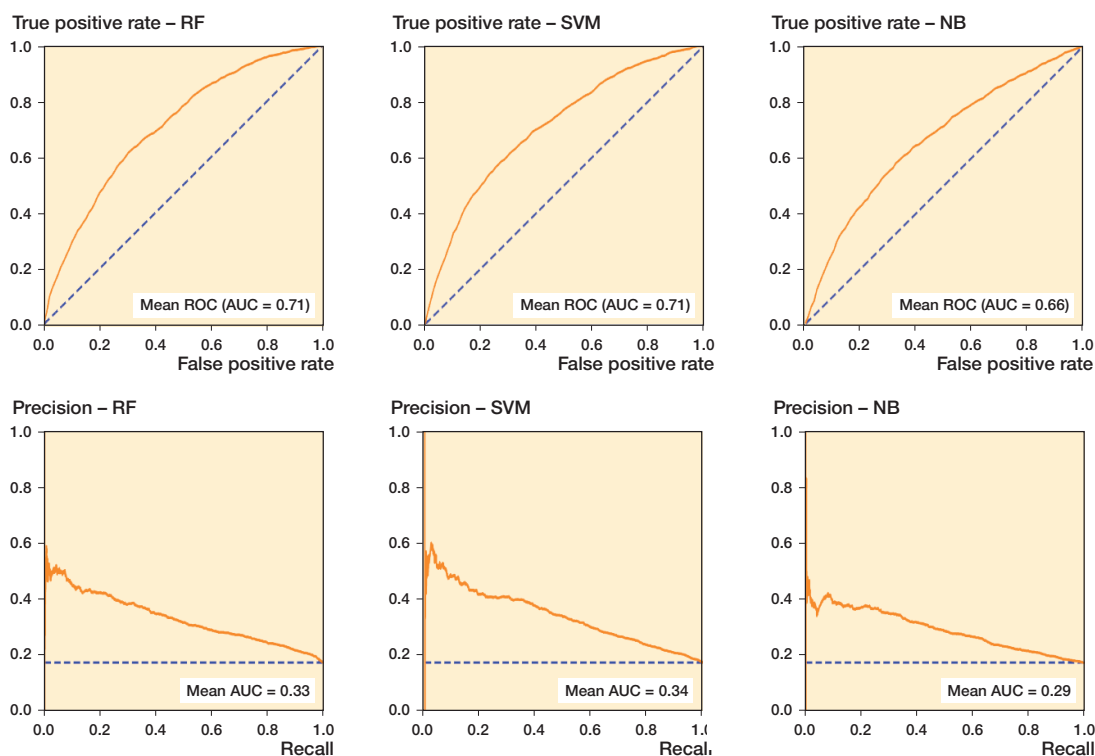 True positive rate – RF
1.0
0.8
0.6
0.4
0.2
0.0
Mean ROC (AUC = 0.71)
0.0 0.2 0.4 0.6 0.8 1.0
False positive rate
True positive rate – SVM
1.0
0.8
0.6
0.4
0.2
0.0
Mean ROC (AUC = 0.71)
0.0 0.2 0.4 0.6 0.8 1.0
False positive rate
True positive rate – NB
1.0
0.8
0.6
0.4
0.2
0.0
Mean ROC (AUC = 0.66)
0.0 0.2 0.4 0.6 0.8 1.0
False positive rate
Precision – RF
1.0
0.8
0.6
0.4
0.2
0.0
Mean AUC = 0.33
0.0 0.2 0.4 0.6 0.8 1.0
Recall
Precision – SVM
1.0
0.8
0.6
0.4
0.2
0.0
Mean AUC = 0.34
0.0 0.2 0.4 0.6 0.8 1.0
Recal
Precision – NB
1.0
0.8
0.6
0.4
0.2
0.0
Mean AUC = 0.29
0.0 0.2 0.4 0.6 0.8 1.0
Recall